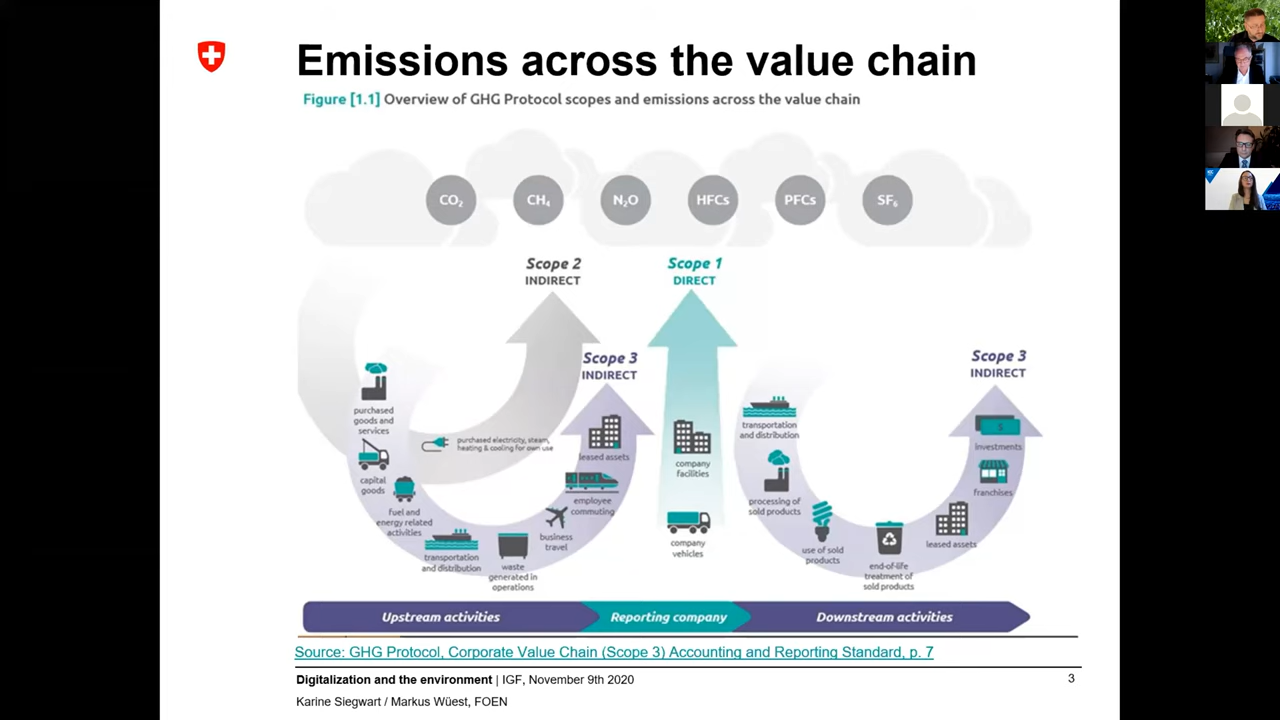 Emissions across the value chain
Figure [1.1] Overview of GHG Protocol scopes and emissions across the value chain
CO₂
CH₄
N₂O
HFCs
PFCs
SF₆
Scope 2
INDIRECT
Scope 1
DIRECT
Scope 3
INDIRECT
Scope 3
INDIRECT
purchased
goods and
services
capital
goods
fuel and
energy related
activities
transportation
and distribution
waste
generated in
operations
business
travel
employee
commuting
leased assets
purchased electricity, steam,
heating & cooling for own use
company
facilities
company
vehicles
transportation
and distribution
processing of
sold products
use of sold
products
end-of-life
treatment of
sold products
leased assets
franchises
investments
$
Upstream activities
Reporting company
Downstream activities
Source: GHG Protocol, Corporate Value Chain (Scope 3) Accounting and Reporting Standard, p. 7
Digitalization and the environment | IGF, November 9th 2020
3
Karine Siegwart / Markus Wüest, FOEN